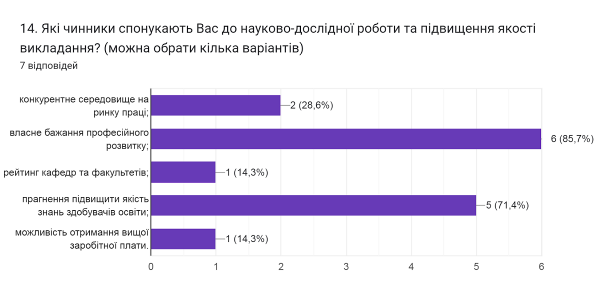 14. Які чинники спонукають Вас до науково-дослідної роботи та підвищення якості
викладання? (можна обрати кілька варіантів)
7 відповідей
конкурентне середовище на
ринку праці;
2 (28,6%)
власне бажання професійного
розвитку;
6 (85,7%)
рейтинг кафедр та факультетів;
1 (14,3%)
прагнення підвищити якість
знань здобувачів освіти;
5 (71,4%)
можливість отримання вищої
заробітної плати.
1 (14,3%)
0 1 2 3 4 5 6